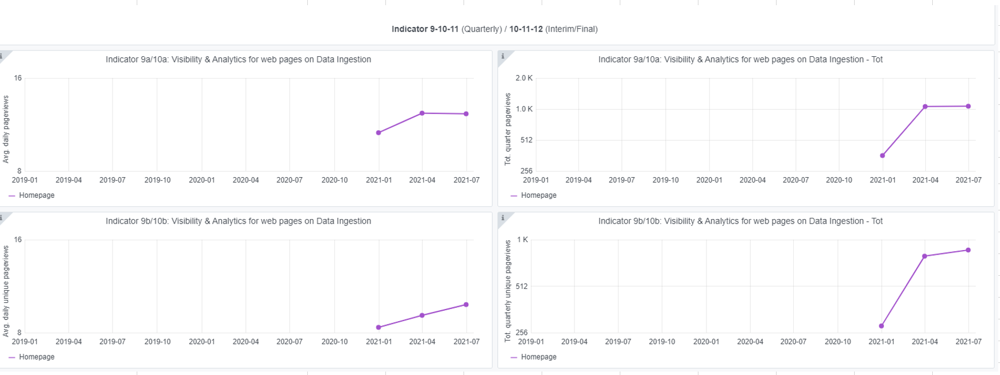 Indicator 9-10-11 (Quarterly) / 10-11-12 (Interim/Final)
i
Indicator 9a/10a: Visibility & Analytics for web pages on Data Ingestion
Avg. daily pageviews
16
8
2019-01 2019-04 2019-07 2019-10 2020-01 2020-04 2020-07 2020-10 2021-01 2021-04 2021-07
Homepage
i
Indicator 9a/10a: Visibility & Analytics for web pages on Data Ingestion - Tot
Tot. quarter pageviews
2.0 K
1.0 K
512
256
2019-01 2019-04 2019-07 2019-10 2020-01 2020-04 2020-07 2020-10 2021-01 2021-04 2021-07
Homepage
i
Indicator 9b/10b: Visibility & Analytics for web pages on Data Ingestion
Avg. daily unique pageviews
16
8
2019-01 2019-04 2019-07 2019-10 2020-01 2020-04 2020-07 2020-10 2021-01 2021-04 2021-07
Homepage
i
Indicator 9b/10b: Visibility & Analytics for web pages on Data Ingestion - Tot
Tot. quarterly unique pageviews
1 K
512
256
2019-01 2019-04 2019-07 2019-10 2020-01 2020-04 2020-07 2020-10 2021-01 2021-04 2021-07
Homepage